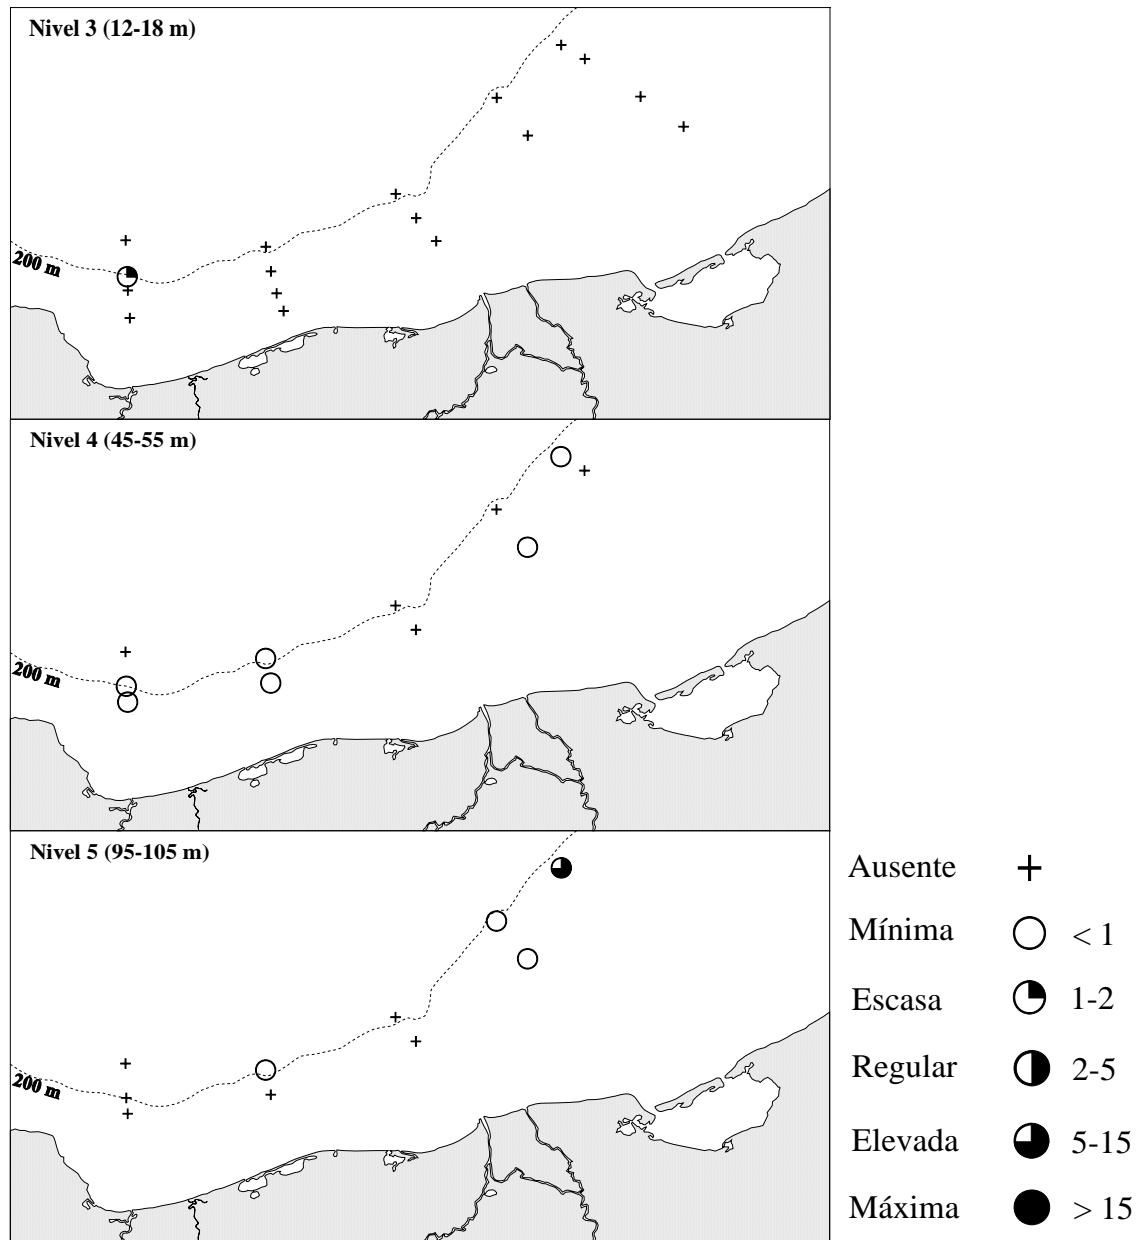 Nivel 3 (12-18 m)
200 m
Nivel 4 (45-55 m)
200 m
Nivel 5 (95-105 m)
200 m
Ausente
Mínima < 1
Escasa 1-2
Regular 2-5
Elevada 5-15
Máxima > 15